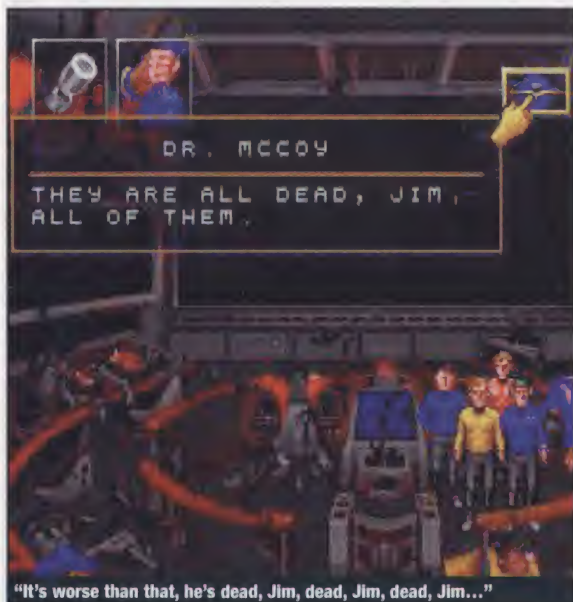 DR. MCCOY
THEY ARE ALL DEAD, JIM,
ALL OF THEM.
"It's worse than that, he's dead, Jim, dead, Jim, dead, Jim…"